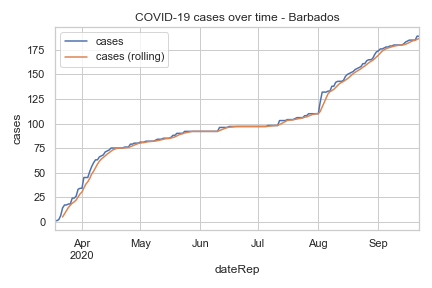 COVID-19 cases over time - Barbados
cases
cases (rolling)
175
150
125
100
75
50
25
0
cases
Apr May Jun Jul Aug Sep
2020
dateRep